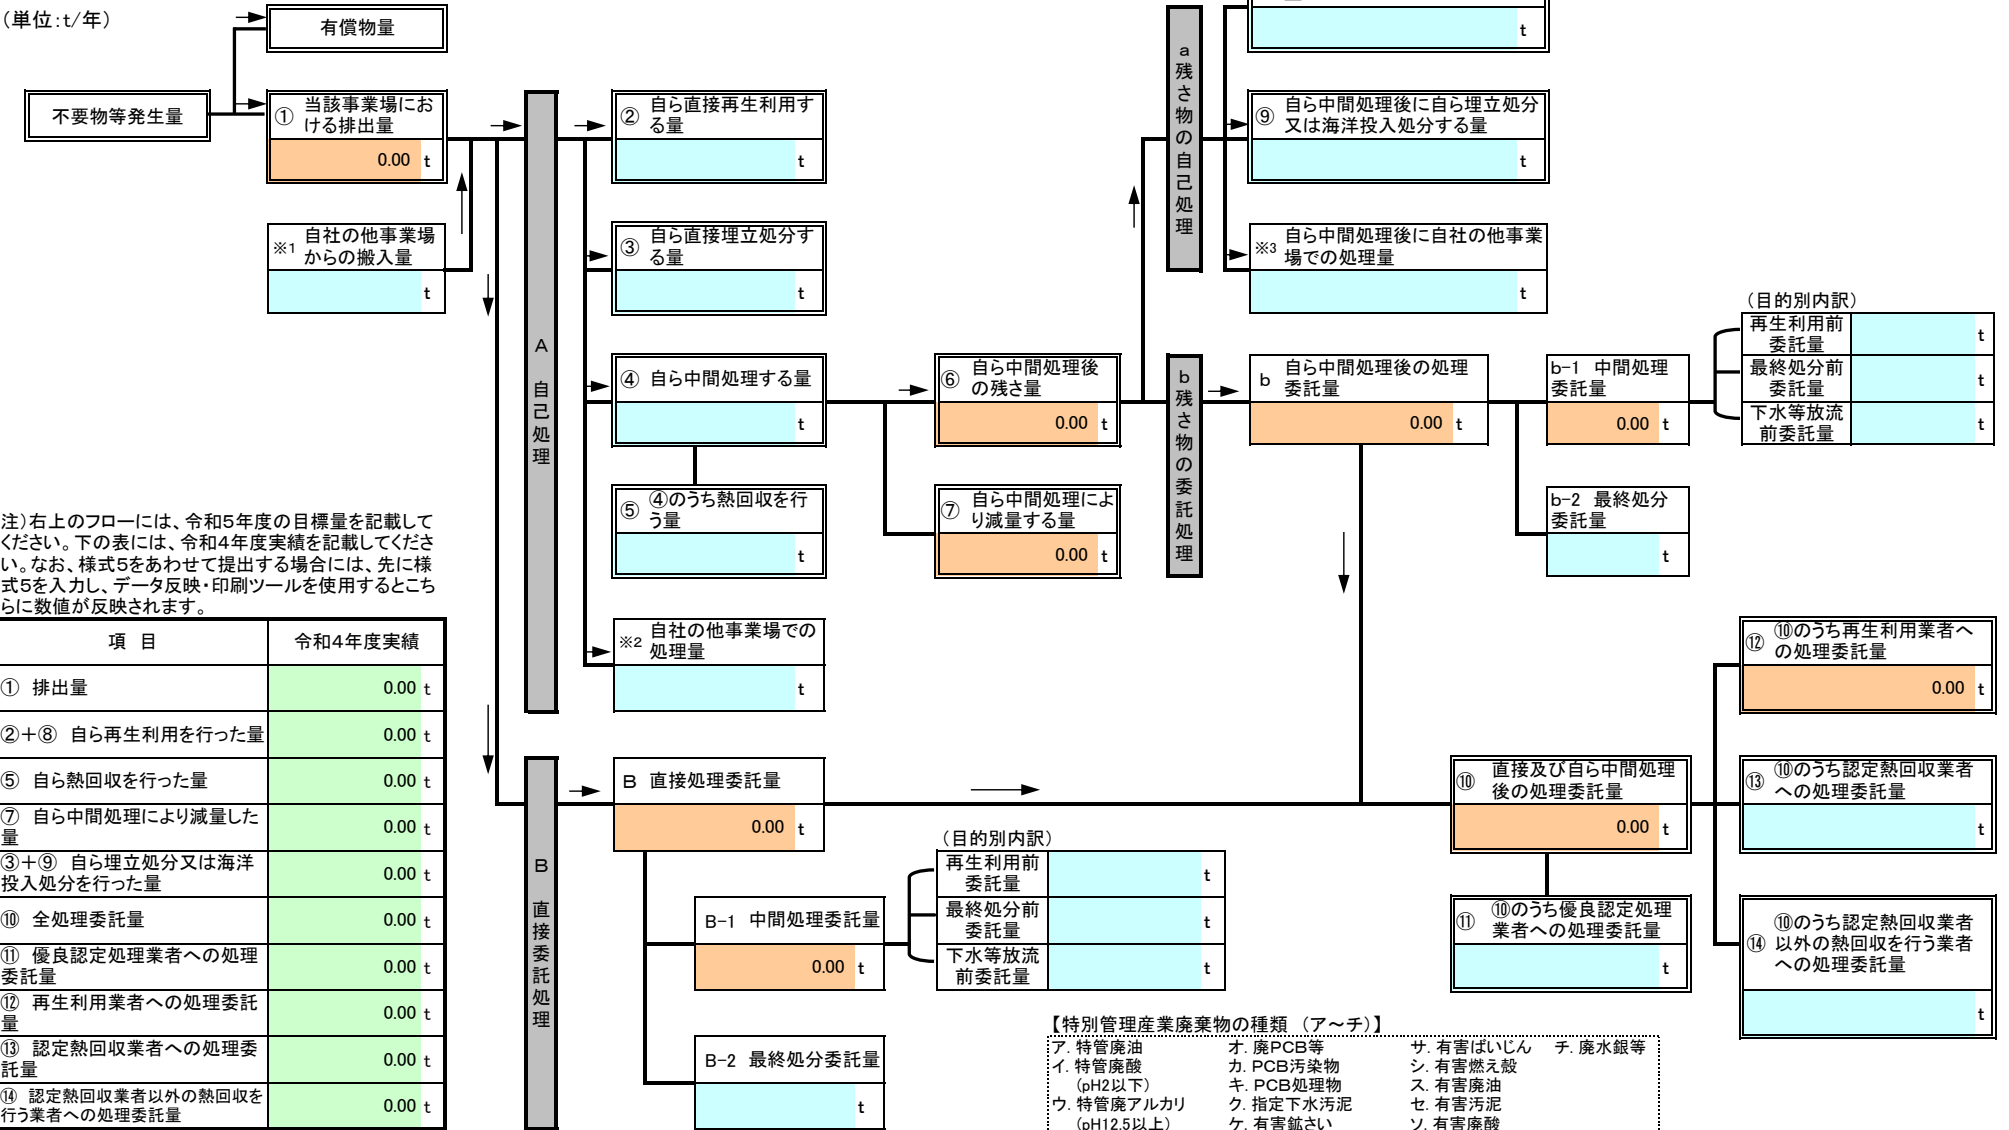 (単位:t/年)
有償物量
不要物等発生量
① 当該事業場にお
ける排出量
0.00 t
※1 自社の他事業場
からの搬入量
t
A 自己処理
② 自ら直接再生利用す
る量
t
③ 自ら直接埋立処分す
る量
t
④ 自ら中間処理する量
t
⑤ ④のうち熱回収を行
う量
t
※2 自社の他事業場での
処理量
t
⑥ 自ら中間処理後
の残さ量
0.00 t
⑦ 自ら中間処理によ
り減量する量
0.00 t
a 残さ物の自己処理
t
⑨ 自ら中間処理後に自ら埋立処分
又は海洋投入処分する量
t
※3 自ら中間処理後に自社の他事業
場での処理量
t
b 残さ物の委託処理
b 自ら中間処理後の処理
委託量
0.00 t
b-1 中間処理
委託量
0.00 t
b-2 最終処分
委託量
t
(目的別内訳)
再生利用前
委託量
t
最終処分前
委託量
t
下水等放流
前委託量
t
注)右上のフローには、令和5年度の目標量を記載して
ください。下の表には、令和4年度実績を記載してくださ
い。なお、様式5をあわせて提出する場合には、先に様
式5を入力し、データ反映・印刷ツールを使用するとこち
らに数値が反映されます。
項 目 令和4年度実績
① 排出量 0.00 t
②+⑧ 自ら再生利用を行った量 0.00 t
⑤ 自ら熱回収を行った量 0.00 t
⑦ 自ら中間処理により減量した
量 0.00 t
③+⑨ 自ら埋立処分又は海洋
投入処分を行った量 0.00 t
⑩ 全処理委託量 0.00 t
⑪ 優良認定処理業者への処理
委託量 0.00 t
⑫ 再生利用業者への処理委託
量 0.00 t
⑬ 認定熱回収業者への処理委
託量 0.00 t
⑭ 認定熱回収業者以外の熱回収を
行う業者への処理委託量 0.00 t
B 直接委託処理
B 直接処理委託量
0.00 t
B-1 中間処理委託量
0.00 t
B-2 最終処分委託量
t
(目的別内訳)
再生利用前
委託量
t
最終処分前
委託量
t
下水等放流
前委託量
t
⑩ 直接及び自ら中間処理
後の処理委託量
0.00 t
⑪ ⑩のうち優良認定処理
業者への処理委託量
t
⑫ ⑩のうち再生利用業者へ
の処理委託量
0.00 t
⑬ ⑩のうち認定熱回収業者
への処理委託量
t
⑭ ⑩のうち認定熱回収業者
以外の熱回収を行う業者
への処理委託量
t
【特別管理産業廃棄物の種類 (ア~チ)】
ア. 特管廃油 オ. 廃PCB等 サ. 有害ばいじん チ. 廃水銀等
イ. 特管廃酸 カ. PCB汚染物 シ. 有害燃え殻
(pH2以下) キ. PCB処理物 ス. 有害廃油
ウ. 特管廃アルカリ ク. 指定下水汚泥 セ. 有害汚泥
(pH12.5以上) ケ. 有害鉱さい ソ. 有害廃酸